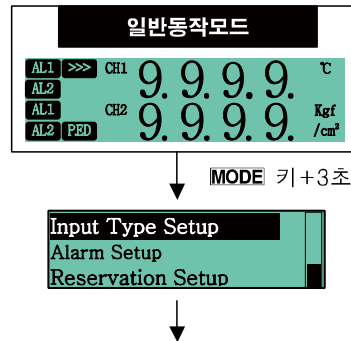 일반동작모드
AL1 >>> CH1 9. 9. 9. 9. ℃
AL2
AL1 CH2 9. 9. 9. 9. Kgf
AL2 PED /cm²
MODE 키+3초
Input Type Setup
Alarm Setup
Reservation Setup